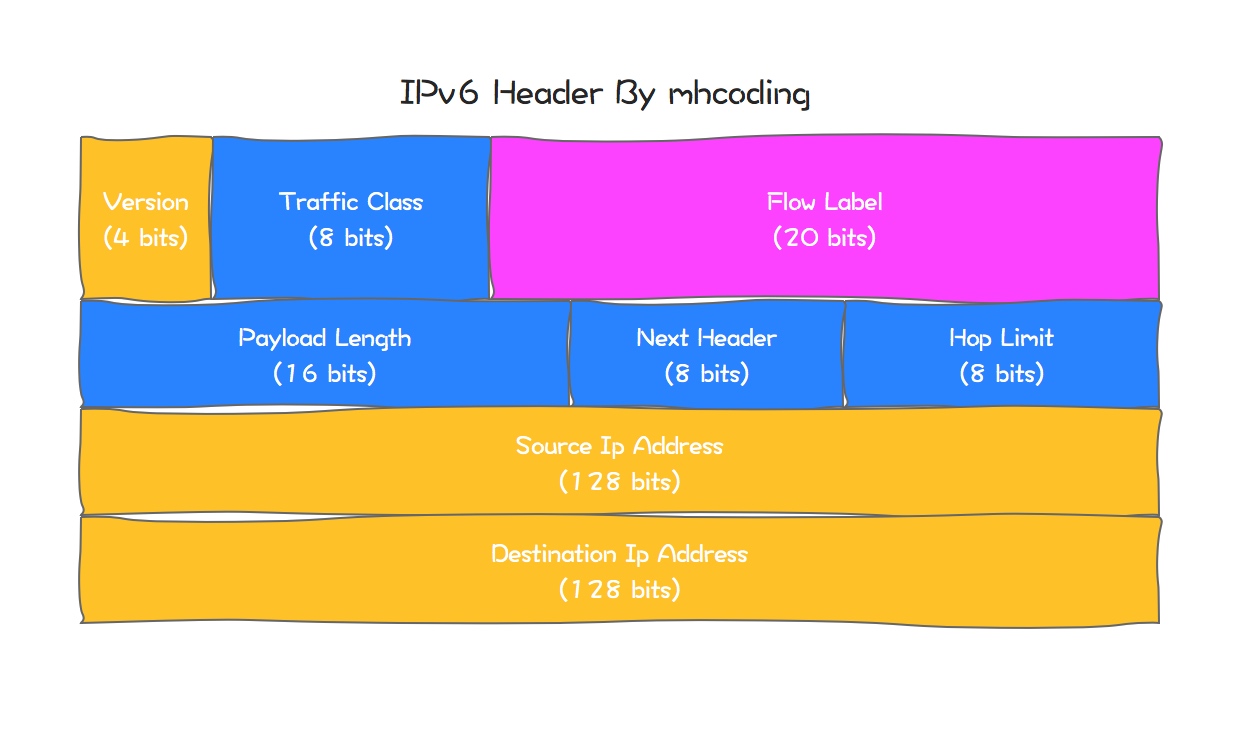 IPv6 Header By mhcoding
Version
(4 bits)
Traffic Class
(8 bits)
Flow Label
(20 bits)
Payload Length
(16 bits)
Next Header
(8 bits)
Hop Limit
(8 bits)
Source Ip Address
(128 bits)
Destination Ip Address
(128 bits)